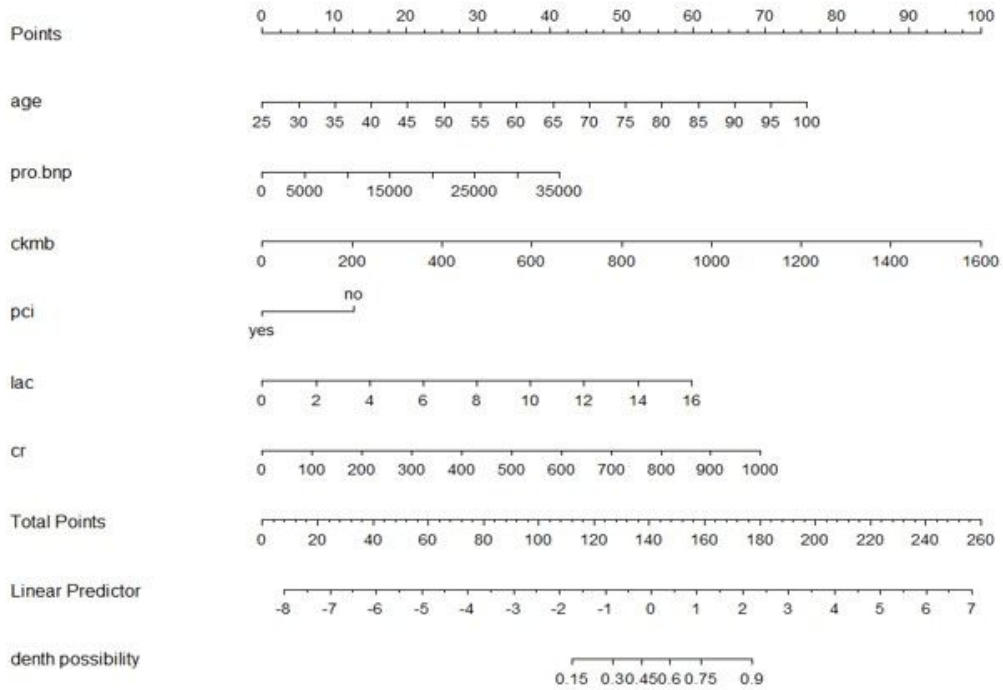 0 10 20 30 40 50 60 70 80 90 100
Points
age
25 30 35 40 45 50 55 60 65 70 75 80 85 90 95 100
pro.bnp
0 5000 15000 25000 35000
ckmb
0 200 400 600 800 1000 1200 1400 1600
no
pci
yes
lac
0 2 4 6 8 10 12 14 16
cr
0 100 200 300 400 500 600 700 800 900 1000
Total Points
0 20 40 60 80 100 120 140 160 180 200 220 240 260
Linear Predictor
-8 -7 -6 -5 -4 -3 -2 -1 0 1 2 3 4 5 6 7
denth possibility
0.15 0.30 0.45 0.6 0.75 0.9